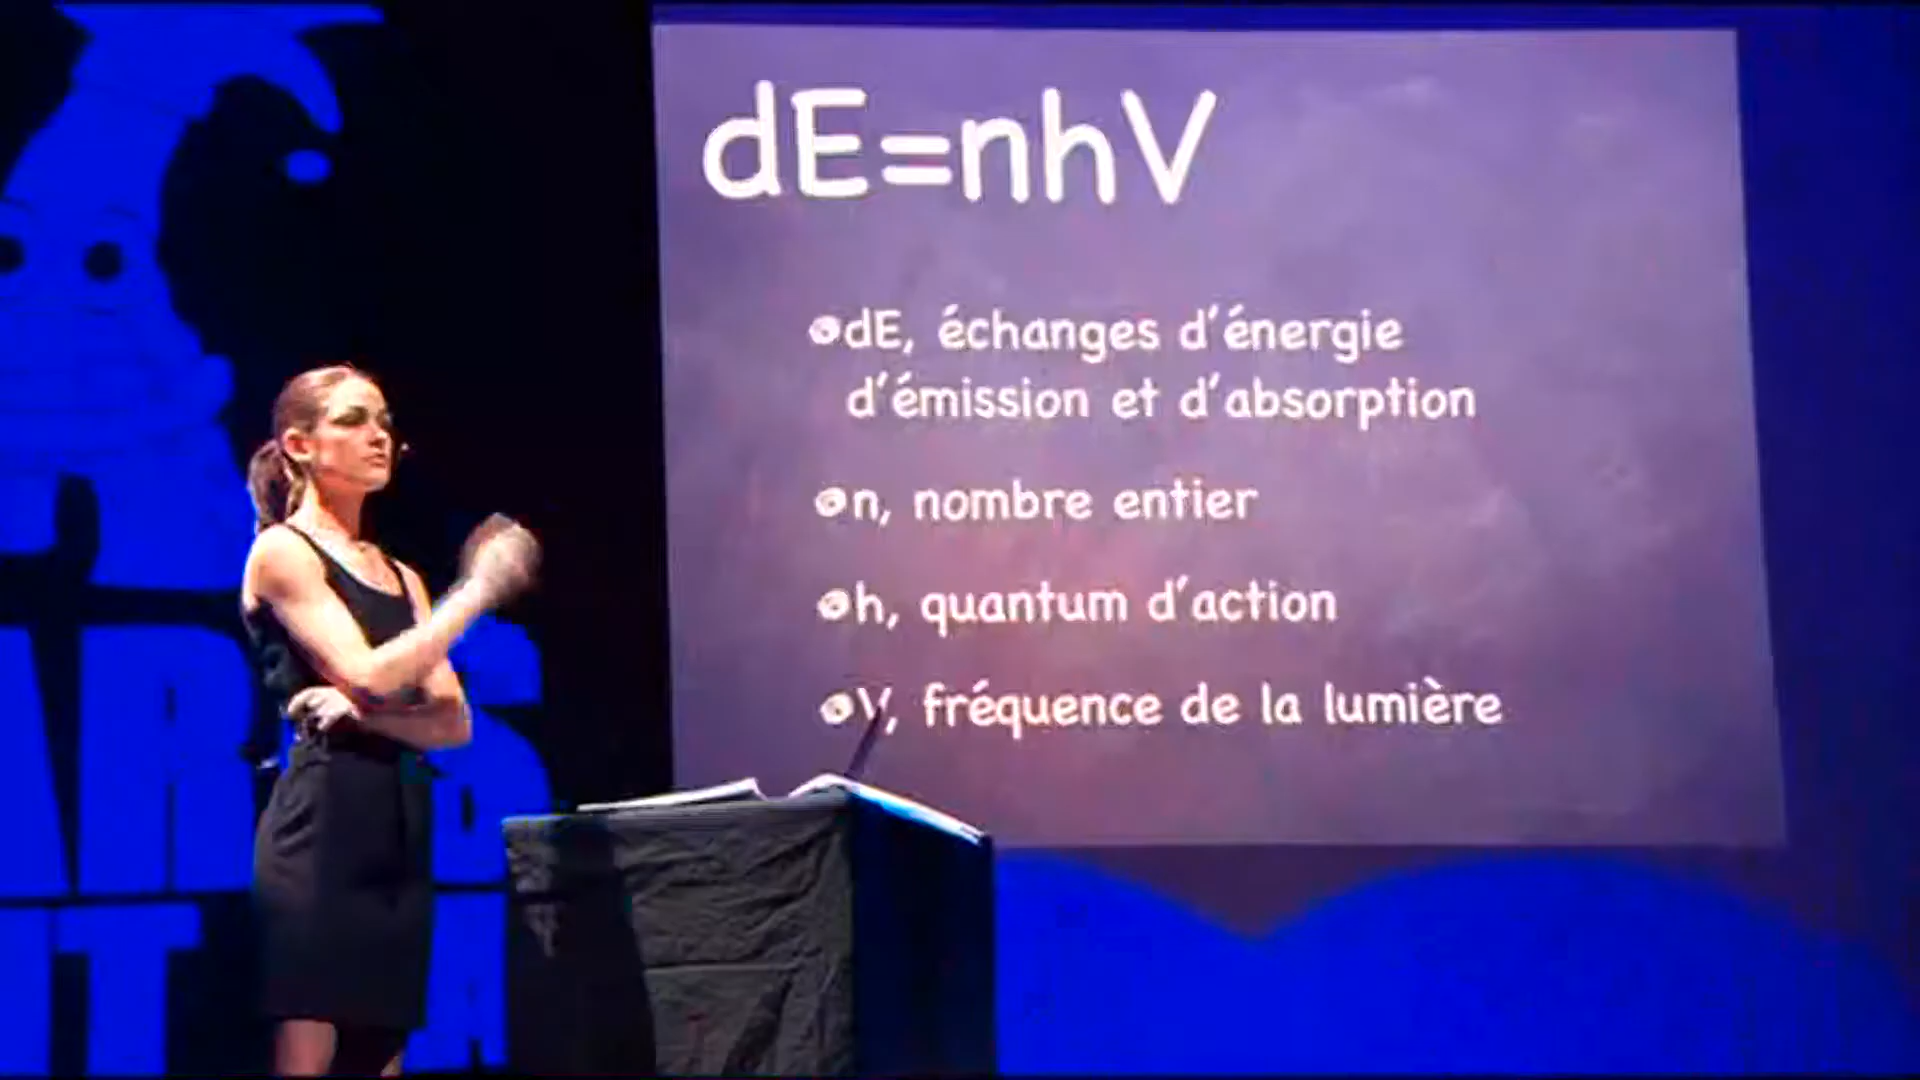 dE=nhV
dE, échanges d'énergie
d'émission et d'absorption
n, nombre entier
h, quantum d'action
V, fréquence de la lumière